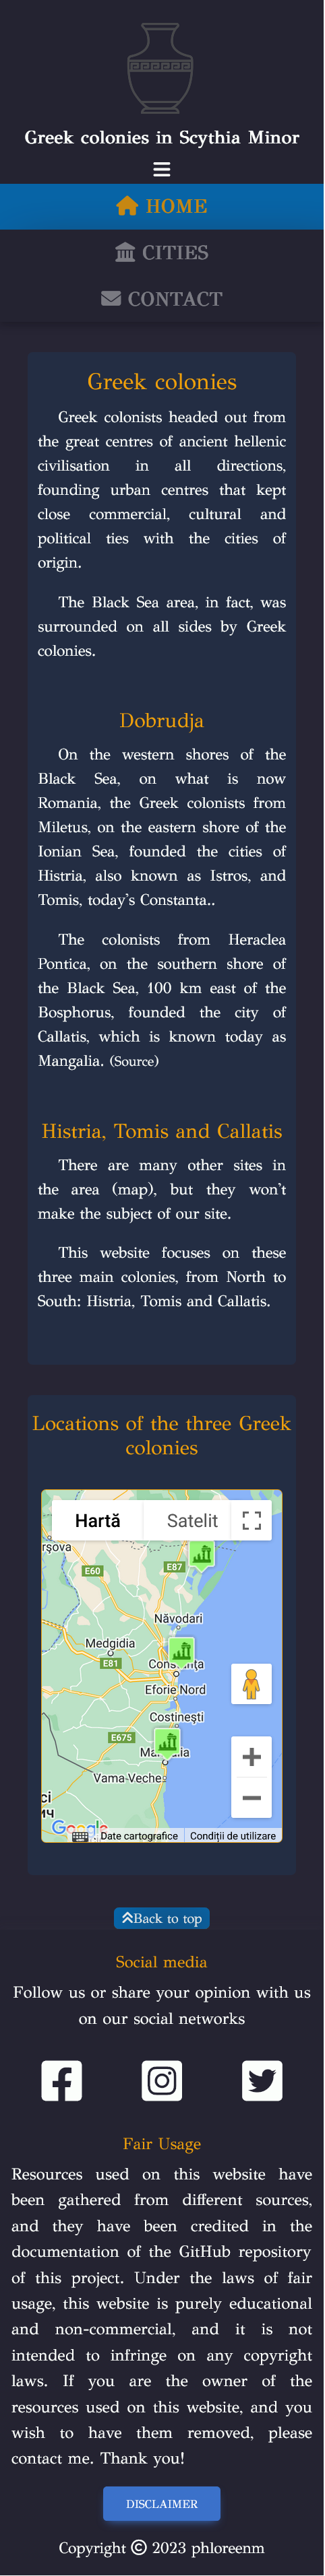 Greek colonies in Scythia Minor
HOME
CITIES
CONTACT
Greek colonies
Greek colonists headed out from
the great centres of ancient hellenic
civilisation in all directions,
founding urban centres that kept
close commercial, cultural and
political ties with the cities of
origin.
The Black Sea area, in fact, was
surrounded on all sides by Greek
colonies.
Dobrudja
On the western shores of the
Black Sea, on what is now
Romania, the Greek colonists from
Miletus, on the eastern shore of the
Ionian Sea, founded the cities of
Histria, also known as Istros, and
Tomis, today's Constanta..
The colonists from Heraclea
Pontica, on the southern shore of
the Black Sea, 100 km east of the
Bosphorus, founded the city of
Callatis, which is known today as
Mangalia. (Source)
Histria, Tomis and Callatis
There are many other sites in
the area (map), but they won't
make the subject of our site.
This website focuses on these
three main colonies, from North to
South: Histria, Tomis and Callatis.
Locations of the three Greek
colonies
Hartă Satelit
rșova
E60
E87
Năvodari
Medgidia
E81
Eforie Nord
Costinești
E675
Vama Veche
Google
Date cartografice Condiții de utilizare
Back to top
Social media
Follow us or share your opinion with us
on our social networks
Fair Usage
Resources used on this website have
been gathered from different sources,
and they have been credited in the
documentation of the GitHub repository
of this project. Under the laws of fair
usage, this website is purely educational
and non-commercial, and it is not
intended to infringe on any copyright
laws. If you are the owner of the
resources used on this website, and you
wish to have them removed, please
contact me. Thank you!
DISCLAIMER
Copyright © 2023 phloreenm